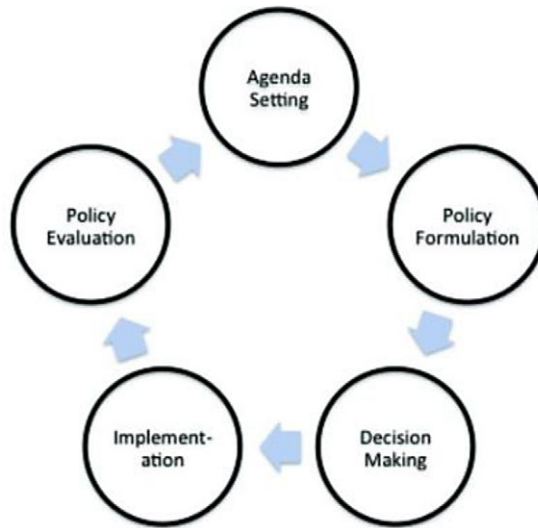 Agenda
Setting
Policy
Formulation
Decision
Making
Implement-
ation
Policy
Evaluation